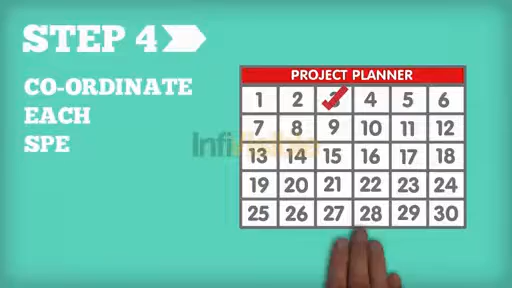 STEP 4
CO-ORDINATE
EACH
SPE
PROJECT PLANNER
1 2 3 4 5 6
7 8 9 10 11 12
13 14 15 16 17 18
19 20 21 22 23 24
25 26 27 28 29 30